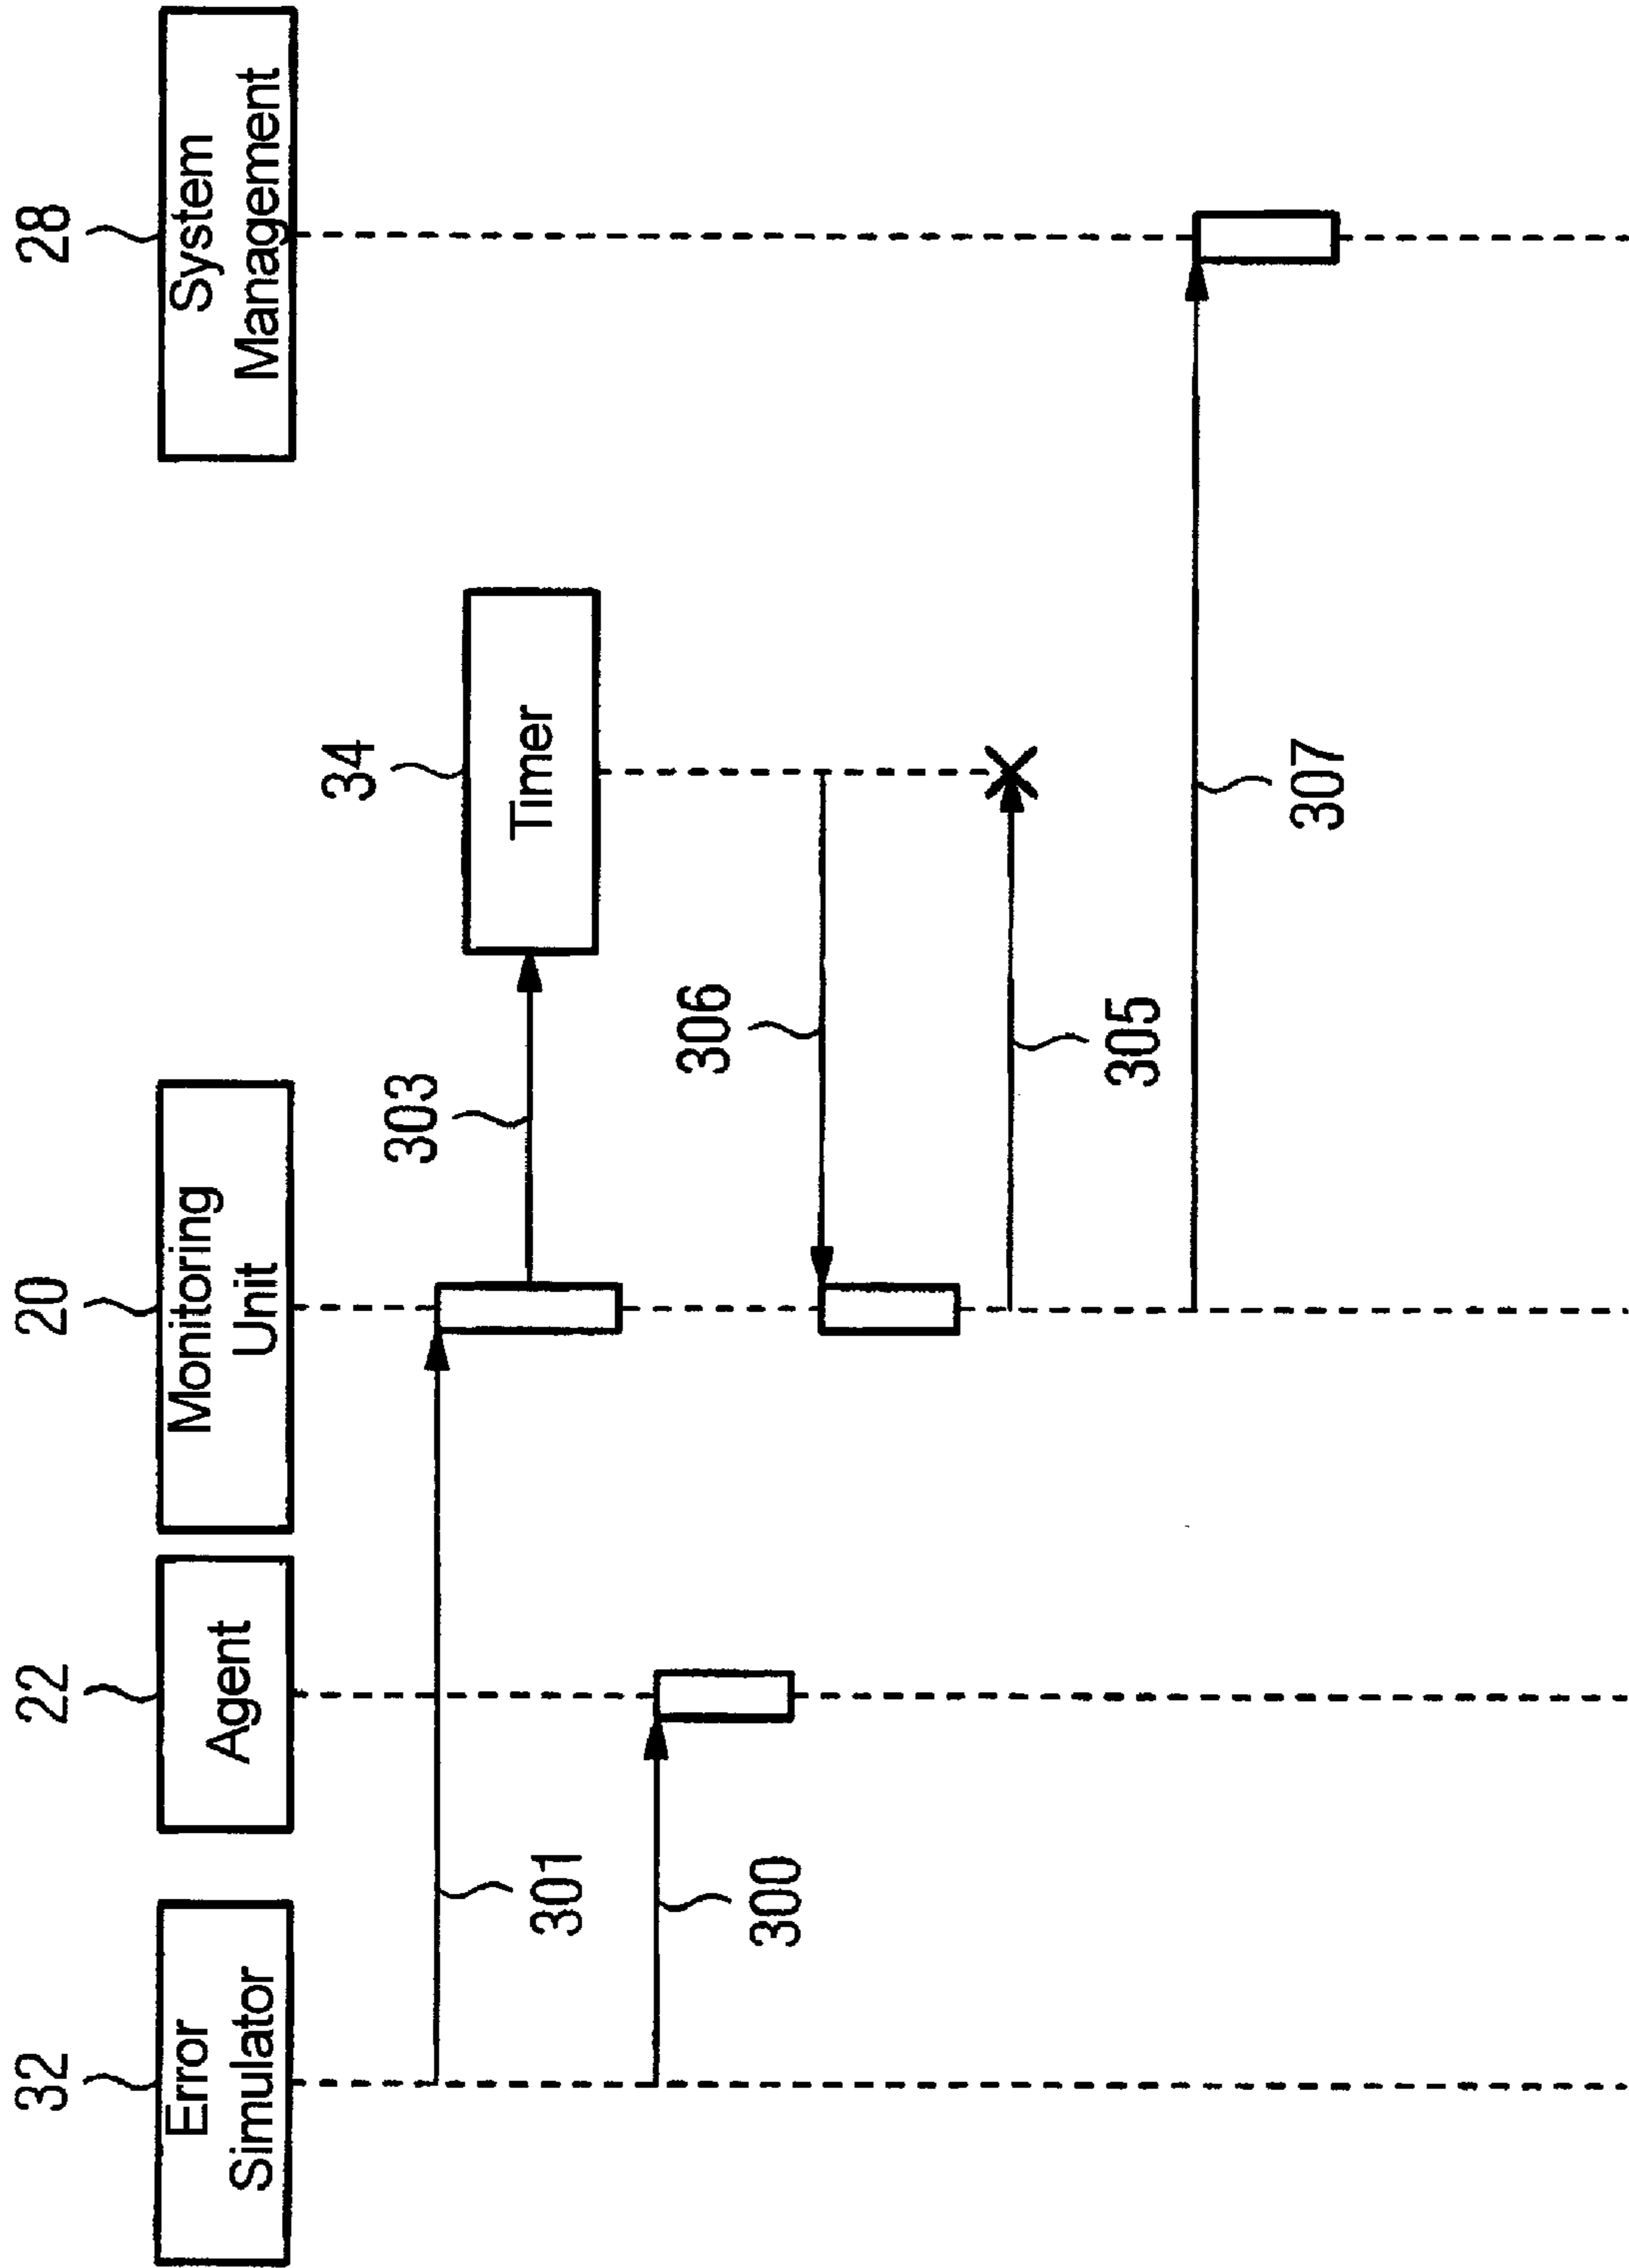 32
22
20
28
Error
Simulator
Agent
Monitoring
Unit
System
Management
34
Timer
301
303
300
306
305
307